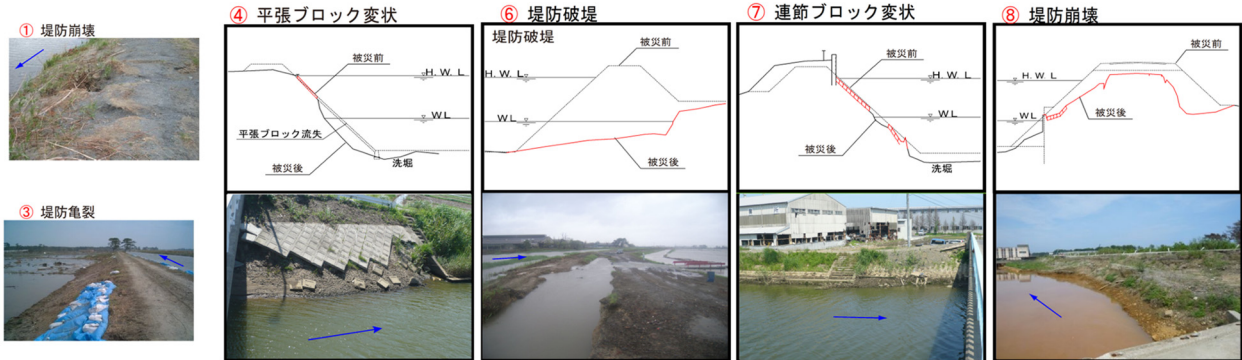 ① 堤防崩壊
③ 堤防亀裂
④ 平張ブロック変状
被災前
H.W.L
WL
平張ブロック流失
被災後
洗堀
⑥ 堤防破堤
堤防破堤
被災前
H.W.L
WL
被災後
⑦ 連節ブロック変状
被災前
H.W.L
WL
被災後
洗堀
⑧ 堤防崩壊
被災前
H.W.L
WL
被災後